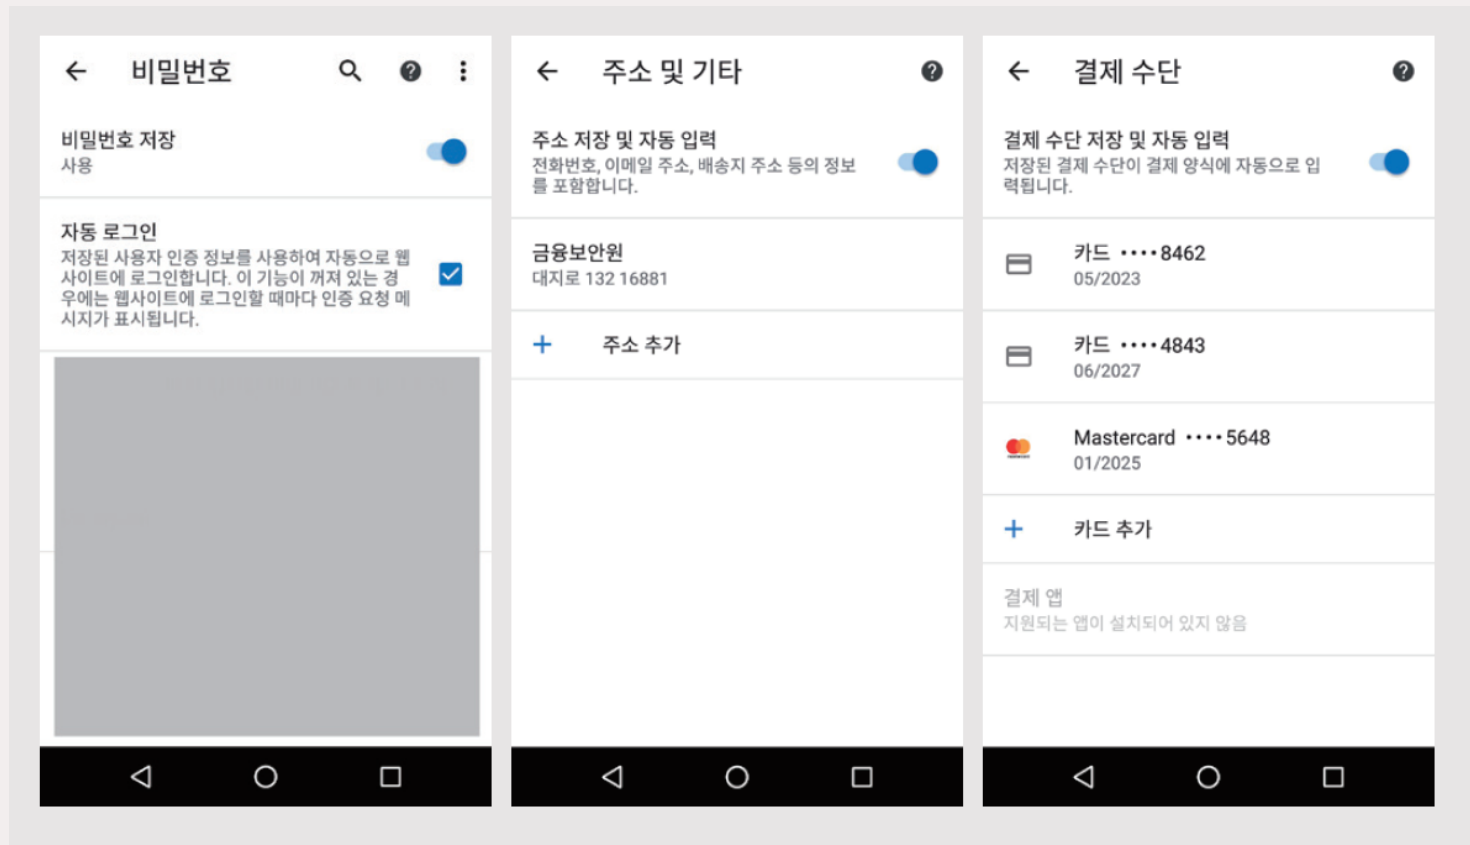 비밀번호
비밀번호 저장
사용
자동 로그인
저장된 사용자 인증 정보를 사용하여 자동으로 웹
사이트에 로그인합니다. 이 기능이 꺼져 있는 경
우에는 웹사이트에 로그인할 때마다 인증 요청 메
시지가 표시됩니다.
주소 및 기타
주소 저장 및 자동 입력
전화번호, 이메일 주소, 배송지 주소 등의 정보
를 포함합니다.
금융보안원
대지로 132 16881
+ 주소 추가
결제 수단
결제 수단 저장 및 자동 입력
저장된 결제 수단이 결제 양식에 자동으로 입
력됩니다.
카드 ····8462
05/2023
카드 ····4843
06/2027
Mastercard ····5648
01/2025
+ 카드 추가
결제 앱
지원되는 앱이 설치되어 있지 않음